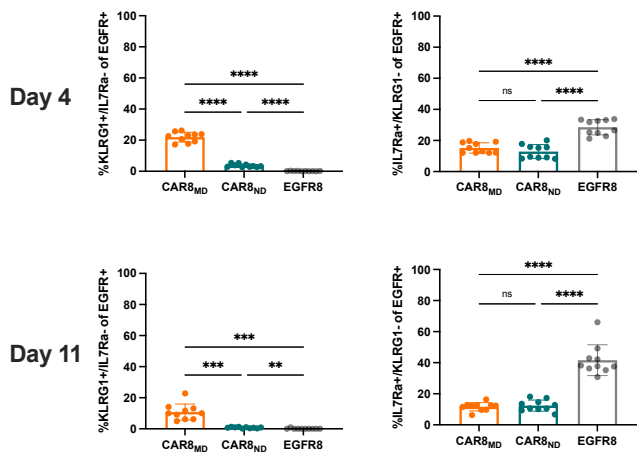 Day 4
%KLRG1+/IL7Ra- of EGFR+
100
80
60
40
20
0
****
**** ****
CAR8MD CAR8ND EGFR8
%IL7Ra+/KLRG1- of EGFR+
100
80
60
40
20
0
****
ns ****
CAR8MD CAR8ND EGFR8
Day 11
%KLRG1+/IL7Ra- of EGFR+
100
80
60
40
20
0
***
*** **
CAR8MD CAR8ND EGFR8
%IL7Ra+/KLRG1- of EGFR+
100
80
60
40
20
0
****
ns ****
CAR8MD CAR8ND EGFR8